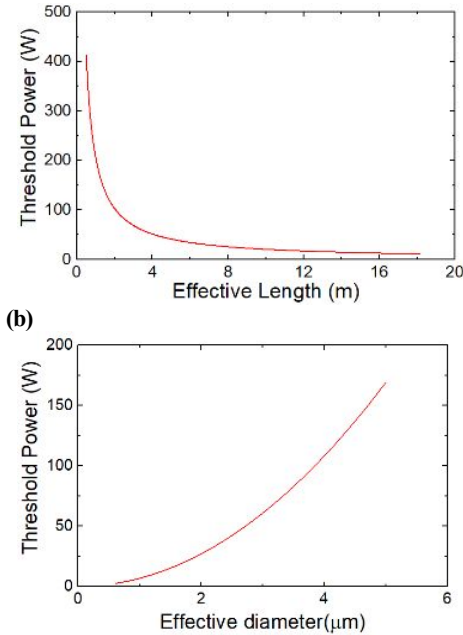 500
400
300
200
100
0
Threshold Power (W)
0 4 8 12 16 20
Effective Length (m)
(b)
200
150
100
50
0
Threshold Power (W)
0 2 4 6
Effective diameter(μm)